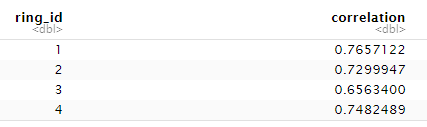 ring_id correlation
<dbl> <dbl>
1 0.7657122
2 0.7299947
3 0.6563400
4 0.7482489